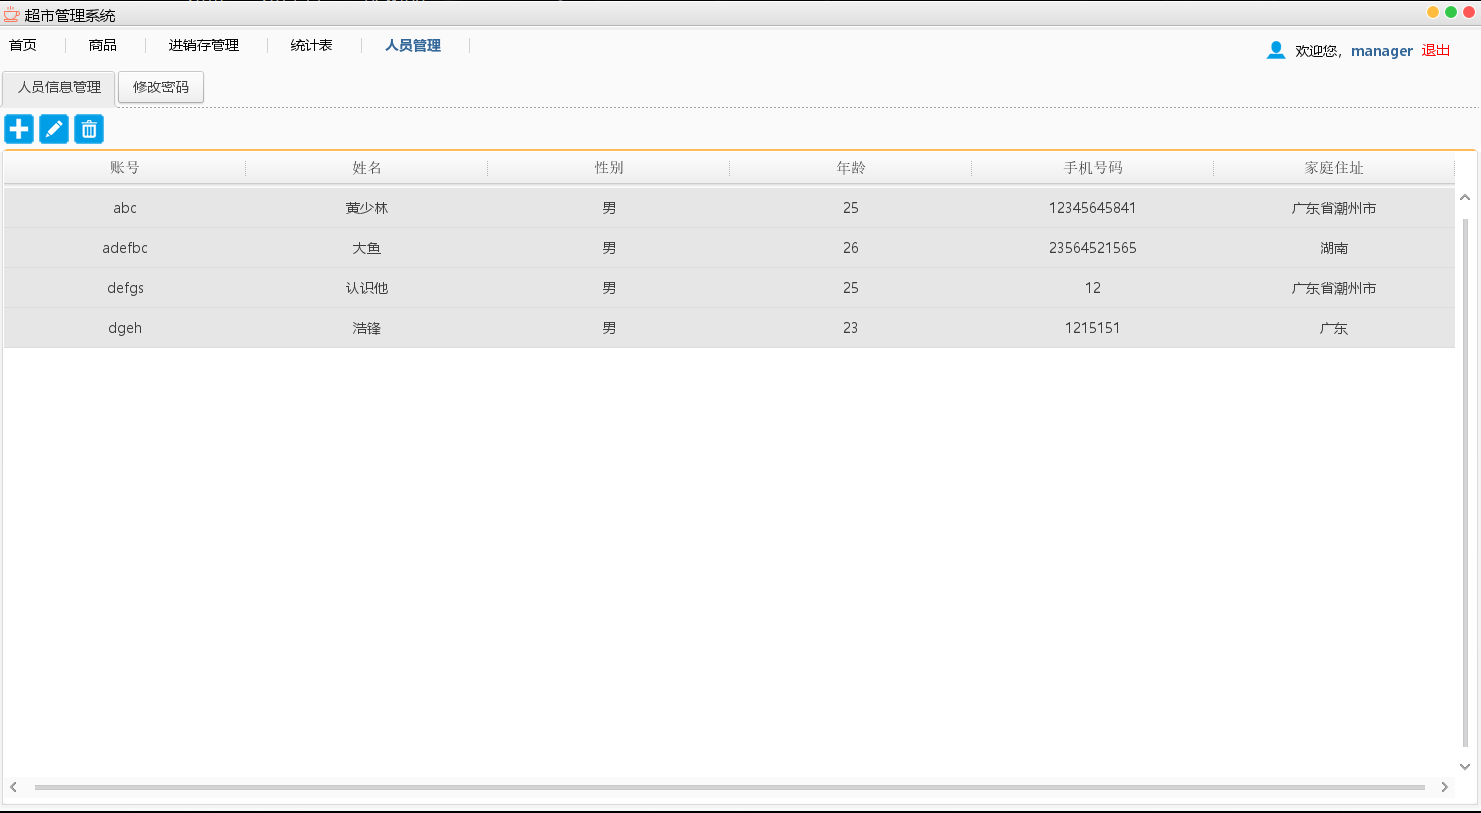 超市管理系统
首页 商品 进销存管理 统计表 人员管理 欢迎您, manager 退出
人员信息管理 修改密码
账号 姓名 性别 年龄 手机号码 家庭住址
abc 黄少林 男 25 12345645841 广东省潮州市
adefbc 大鱼 男 26 23564521565 湖南
defgs 认识他 男 25 12 广东省潮州市
dgeh 浩锋 男 23 1215151 广东